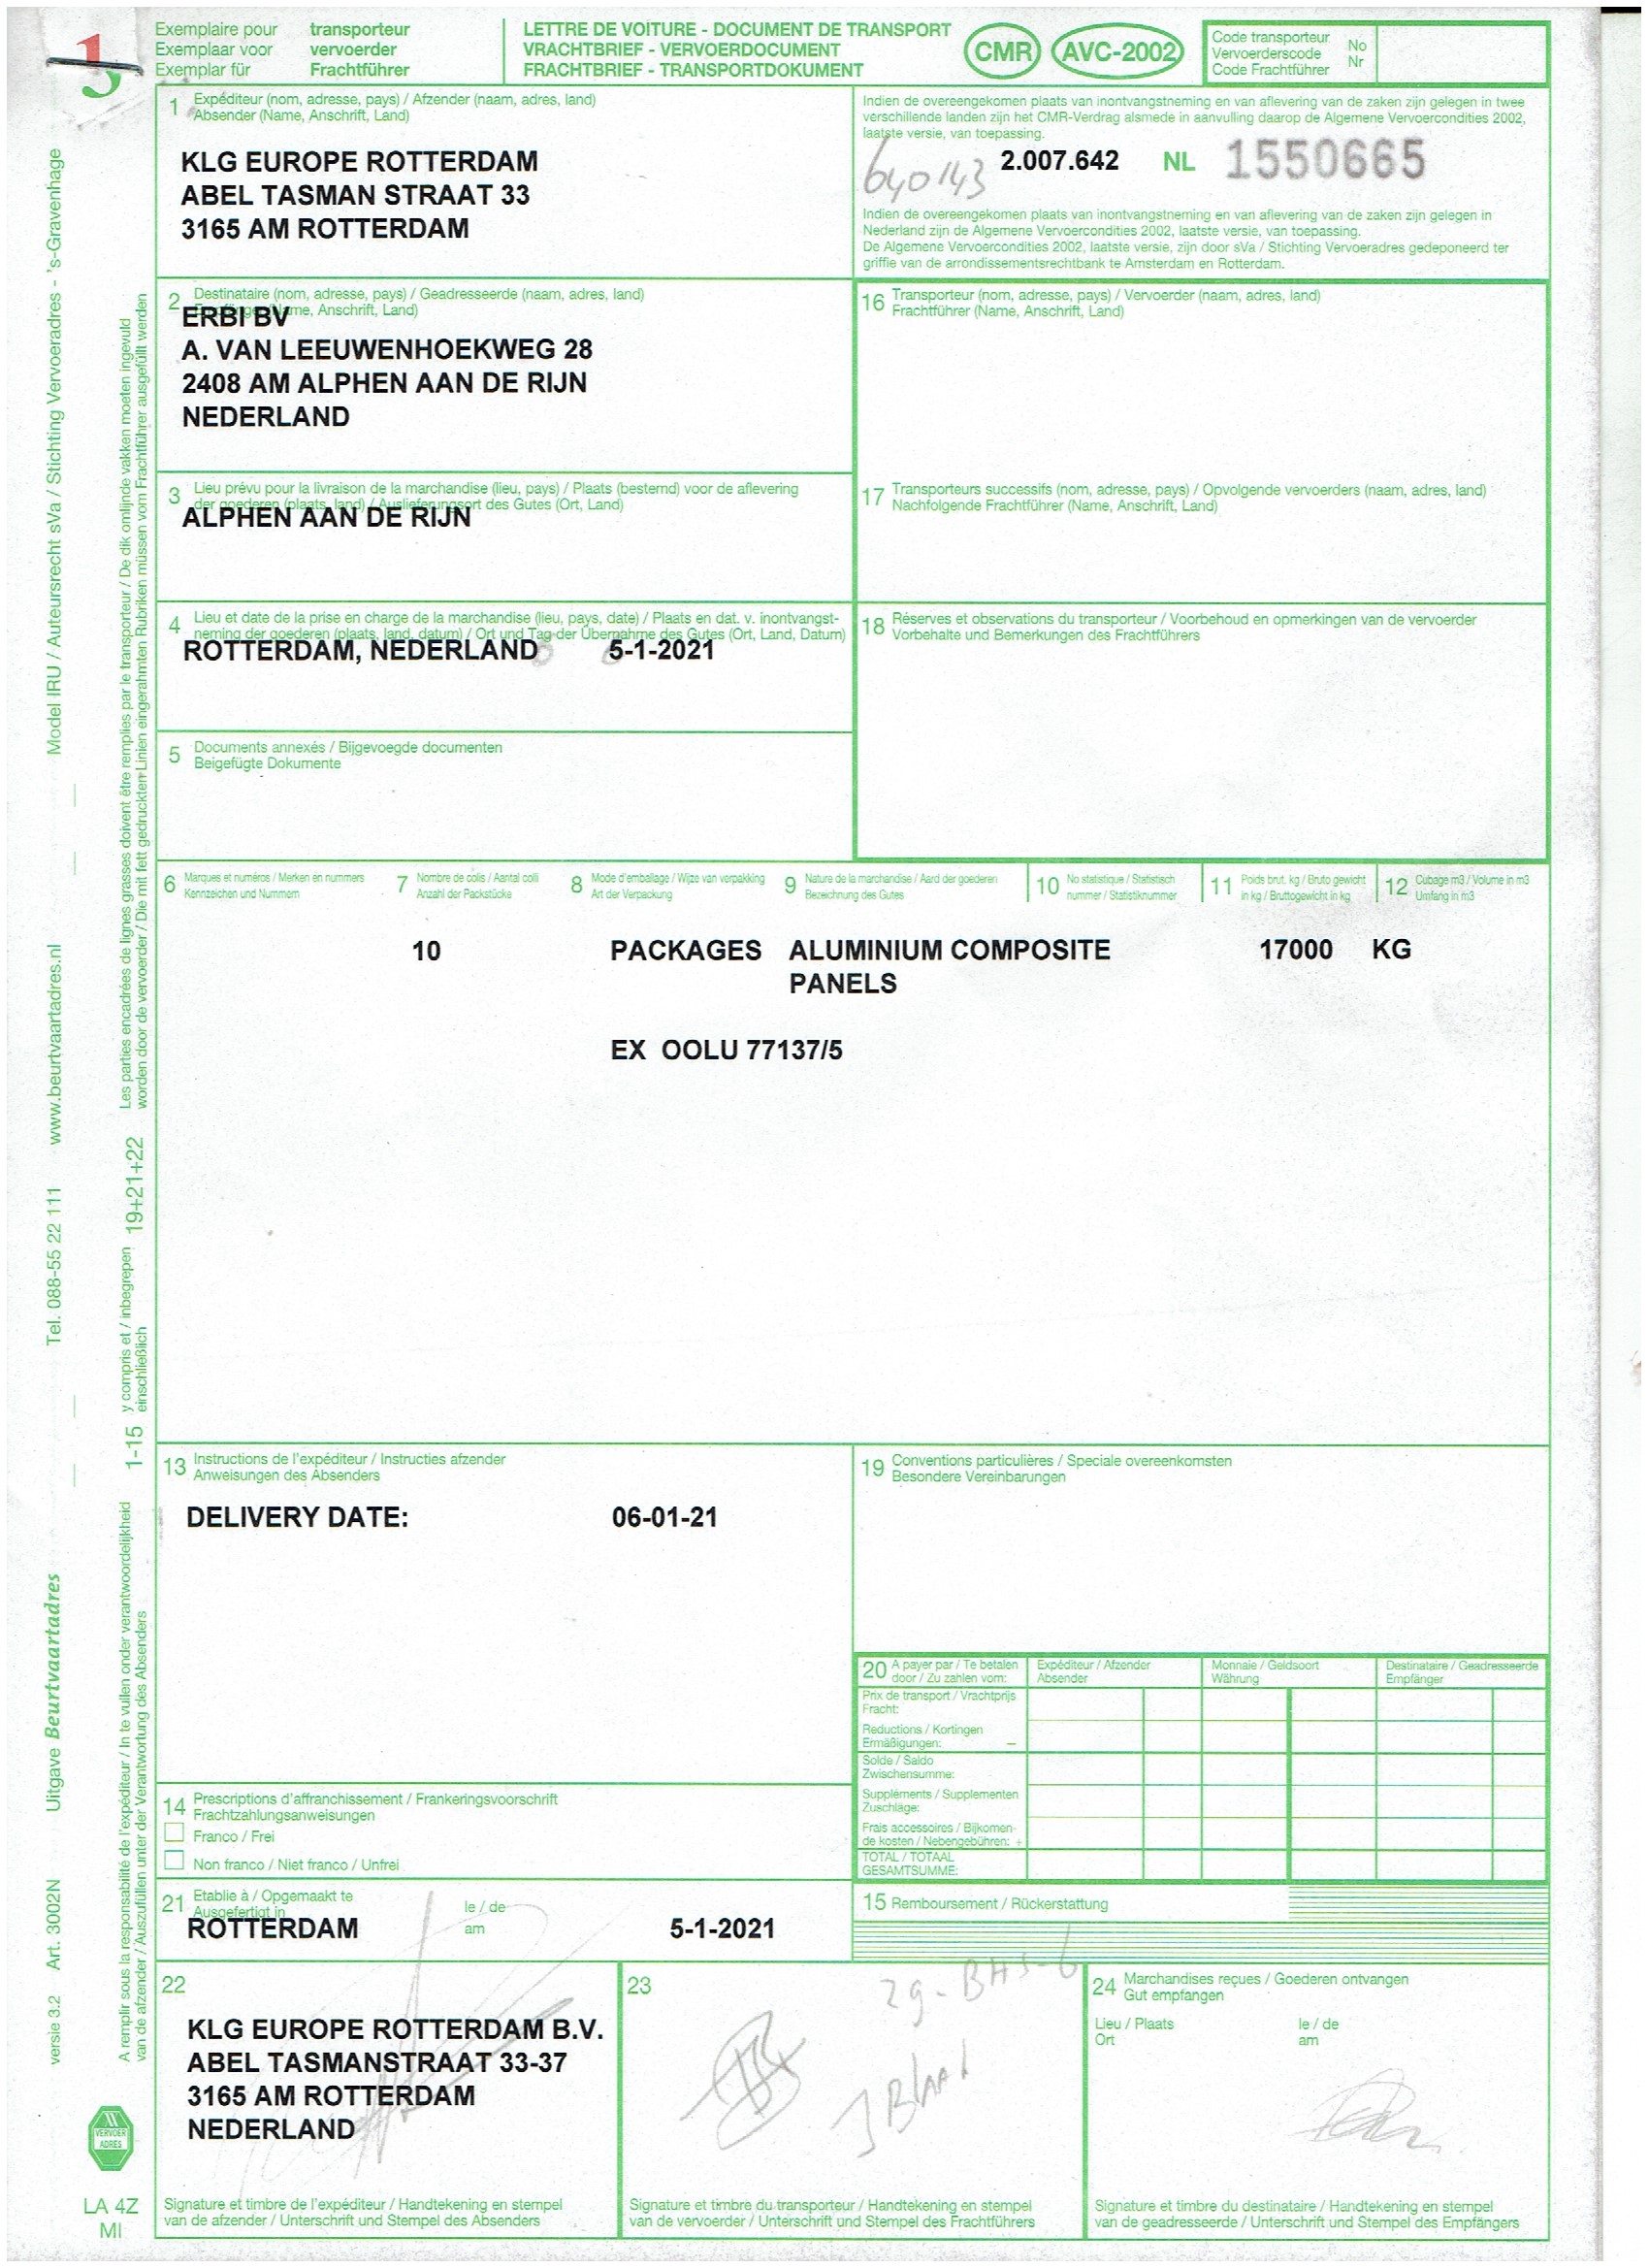 Exemplaire pour transporteur
Exemplaar voor vervoerder
Exemplar für Frachtführer
LETTRE DE VOITURE - DOCUMENT DE TRANSPORT
VRACHTBRIEF - VERVOERDOCUMENT
FRACHTBRIEF - TRANSPORTDOKUMENT
CMR AVC-2002
Code transporteur
Vervoerderscode
Code Frachtführer
No
Nr
1 Expéditeur (nom, adresse, pays) / Afzender (naam, adres, land)
Absender (Name, Anschrift, Land)
KLG EUROPE ROTTERDAM
ABEL TASMAN STRAAT 33
3165 AM ROTTERDAM
Indien de overeengekomen plaats van inontvangstneming en van aflevering van de zaken zijn gelegen in twee
verschillende landen zijn het CMR-Verdrag alsmede in aanvulling daarop de Algemene Vervoercondities 2002,
laatste versie, van toepassing.
640143 2.007.642 NL 1550665
Indien de overeengekomen plaats van inontvangstneming en van aflevering van de zaken zijn gelegen in
Nederland zijn de Algemene Vervoercondities 2002, laatste versie, van toepassing.
De Algemene Vervoercondities 2002, laatste versie, zijn door sVa / Stichting Vervoeradres gedeponeerd ter
griffie van de arrondissementsrechtbank te Amsterdam en Rotterdam.
2 Destinataire (nom, adresse, pays) / Geadresseerde (naam, adres, land)
Empfänger (Name, Anschrift, Land)
ERBI BV
A. VAN LEEUWENHOEKWEG 28
2408 AM ALPHEN AAN DE RIJN
NEDERLAND
16 Transporteur (nom, adresse, pays) / Vervoerder (naam, adres, land)
Frachtführer (Name, Anschrift, Land)
3 Lieu prévu pour la livraison de la marchandise (lieu, pays) / Plaats (bestemd) voor de aflevering
der goederen (plaats, land) / Auslieferungsort des Gutes (Ort, Land)
ALPHEN AAN DE RIJN
17 Transporteurs successifs (nom, adresse, pays) / Opvolgende vervoerders (naam, adres, land)
Nachfolgende Frachtführer (Name, Anschrift, Land)
4 Lieu et date de la prise en charge de la marchandise (lieu, pays, date) / Plaats en dat. v. inontvangst-
neming der goederen (plaats, land, datum) / Ort und Tag der Übernahme des Gutes (Ort, Land, Datum)
ROTTERDAM, NEDERLAND 5-1-2021
18 Réserves et observations du transporteur / Voorbehoud en opmerkingen van de vervoerder
Vorbehalte und Bemerkungen des Frachtführers
5 Documents annexés / Bijgevoegde documenten
Beigefügte Dokumente
6 Marques et numéros / Merken en nummers
Kennzeichen und Nummern
7 Nombre de colis / Aantal colli
Anzahl der Packstücke
8 Mode d'emballage / Wijze van verpakking
Art der Verpackung
9 Nature de la marchandise / Aard der goederen
Bezeichnung des Gutes
10 No statistique / Statistisch
nummer / Statistiknummer
11 Poids brut, kg / Bruto gewicht
in kg / Bruttogewicht in kg
12 Cubage m3 / Volume in m3
Umfang in m3
10 PACKAGES ALUMINIUM COMPOSITE 17000 KG
PANELS
EX OOLU 77137/5
13 Instructions de l'expéditeur / Instructies afzender
Anweisungen des Absenders
DELIVERY DATE: 06-01-21
19 Conventions particulières / Speciale overeenkomsten
Besondere Vereinbarungen
20 A payer par / Te betalen
door / Zu zahlen vom:
Expéditeur / Afzender
Absender
Monnaie / Geldsoort
Währung
Destinataire / Geadresseerde
Empfänger
Prix de transport / Vrachtprijs
Fracht:
Reductions / Kortingen
Ermäßigungen: –
Solde / Saldo
Zwischensumme:
Suppléments / Supplementen
Zuschläge:
Frais accessoires / Bijkomen-
de kosten / Nebengebühren: +
TOTAL / TOTAAL
GESAMTSUMME:
14 Prescriptions d'affranchissement / Frankeringsvoorschrift
Frachtzahlungsanweisungen
Franco / Frei
Non franco / Niet franco / Unfrei
15 Remboursement / Rückerstattung
21 Etablie à / Opgemaakt te
Ausgefertigt in
le / de
am
ROTTERDAM 5-1-2021
22
KLG EUROPE ROTTERDAM B.V.
ABEL TASMANSTRAAT 33-37
3165 AM ROTTERDAM
NEDERLAND
Signature et timbre de l'expéditeur / Handtekening en stempel
van de afzender / Unterschrift und Stempel des Absenders
23
29-BHS-6
Signature et timbre du transporteur / Handtekening en stempel
van de vervoerder / Unterschrift und Stempel des Frachtführers
24 Marchandises reçues / Goederen ontvangen
Gut empfangen
Lieu / Plaats
Ort
le / de
am
Signature et timbre du destinataire / Handtekening en stempel
van de geadresseerde / Unterschrift und Stempel des Empfängers
Model IRU / Auteursrecht sVa / Stichting Vervoeradres - 's-Gravenhage
www.beurtvaartadres.nl
Tel. 088-55 22 111
Uitgave Beurtvaartadres
Art. 3002N
versie 3.2
Les parties encadrées de lignes grasses doivent être remplies par le transporteur / De dik omlijnde vakken moeten ingevuld
worden door de vervoerder / Die mit fett gedruckten Linien eingerahmten Rubriken müssen vom Frachtführer ausgefüllt werden
19+21+22
y compris et / inbegrepen
einschließlich
1-15
A remplir sous la responsabilité de l'expéditeur / In te vullen onder verantwoordelijkheid
van de afzender / Auszufüllen unter der Verantwortung des Absenders
VERVOER
ADRES
LA 4Z
MI